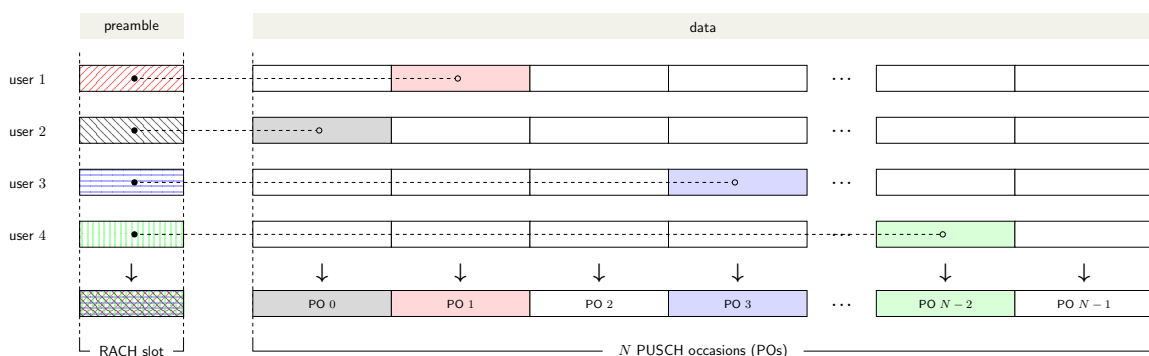 preamble data
user 1 ...
user 2 ...
user 3 ...
user 4 ...
PO 0 PO 1 PO 2 PO 3 ... PO N − 2 PO N − 1
RACH slot N PUSCH occasions (POs)